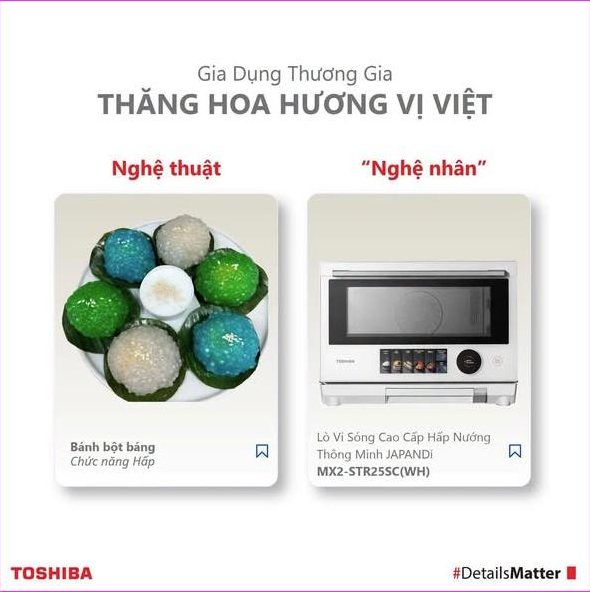 Gia Dụng Thương Gia
THĂNG HOA HƯƠNG VỊ VIỆT
Nghệ thuật
“Nghệ nhân”
Bánh bột báng
Chức năng Hấp
TOSHIBA
Lò Vi Sóng Cao Cấp Hấp Nướng
Thông Minh JAPANDi
MX2-STR25SC(WH)
TOSHIBA
#DetailsMatter